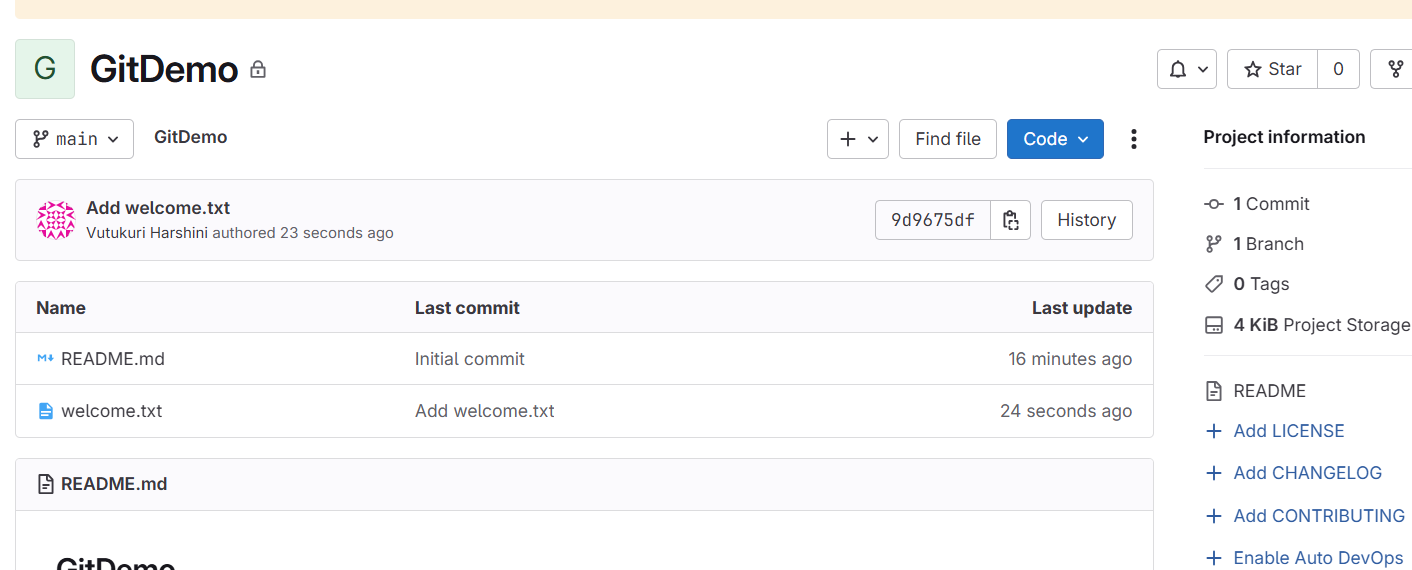 G GitDemo
Star 0
main GitDemo Find file Code
Project information
Add welcome.txt
Vutukuri Harshini authored 23 seconds ago
9d9675df History
1 Commit
1 Branch
0 Tags
4 KiB Project Storage
Name Last commit Last update
README.md Initial commit 16 minutes ago
welcome.txt Add welcome.txt 24 seconds ago
README
Add LICENSE
Add CHANGELOG
Add CONTRIBUTING
Enable Auto DevOps
README.md
GitDemo